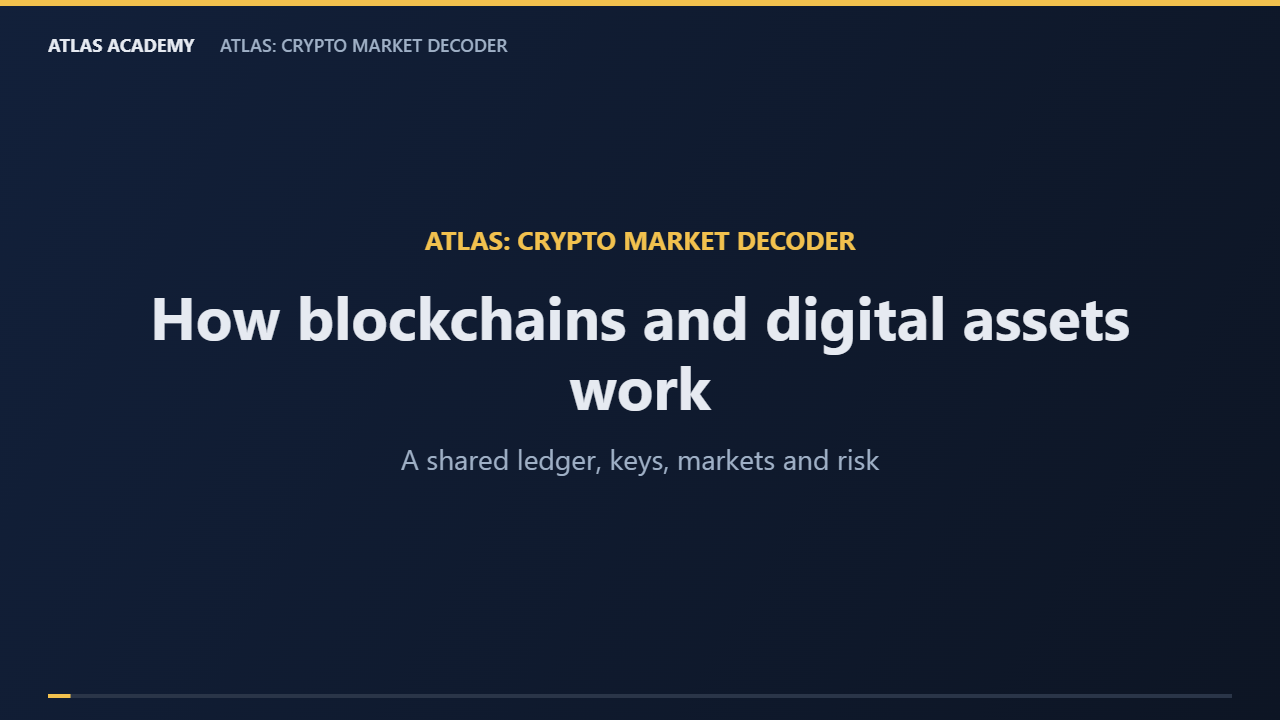 ATLAS ACADEMY ATLAS: CRYPTO MARKET DECODER
ATLAS: CRYPTO MARKET DECODER
How blockchains and digital assets
work
A shared ledger, keys, markets and risk